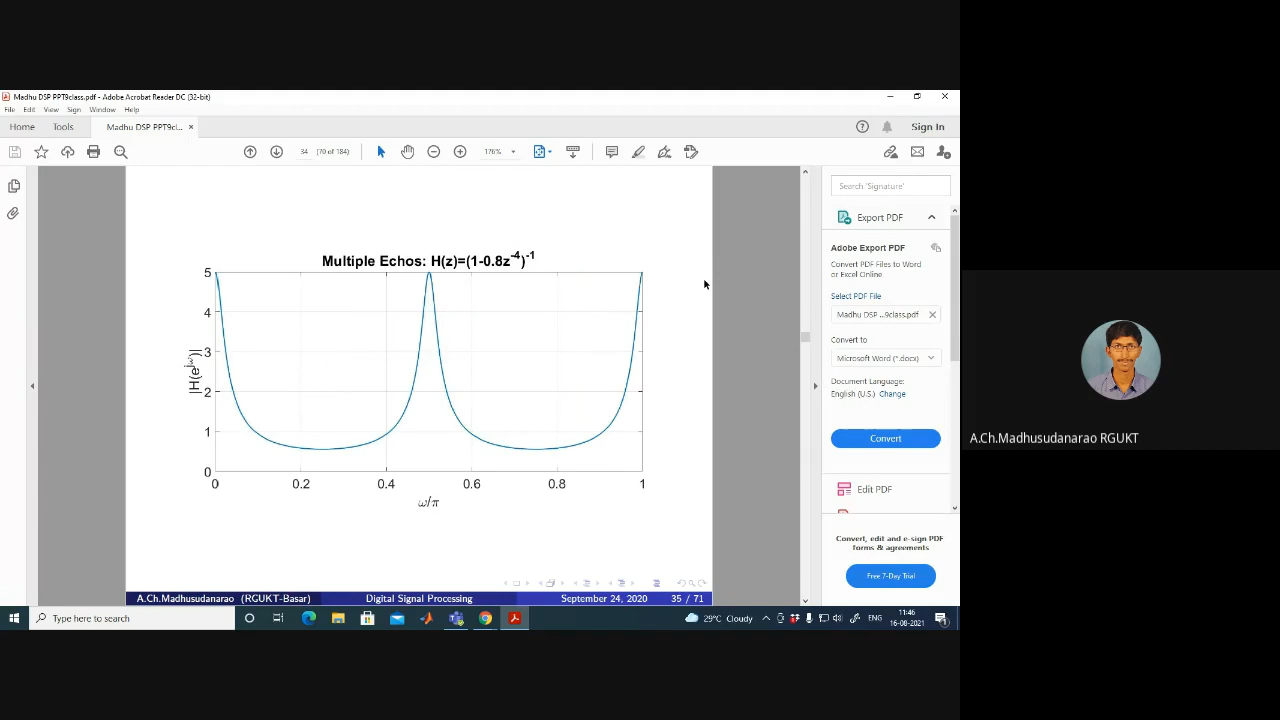 Madhu DSP PPT9class.pdf - Adobe Acrobat Reader DC (32-bit)
File Edit View Sign Window Help
Home Tools Madhu DSP PPT9cl... × Sign In
34 (70 of 184) 176%
Search 'Signature'
Export PDF
Adobe Export PDF
Convert PDF Files to Word
or Excel Online
Select PDF File
Madhu DSP ...9class.pdf
Convert to
Microsoft Word (*.docx)
Document Language:
English (U.S.) Change
Convert
Edit PDF
Convert, edit and e-sign PDF
forms & agreements
Free 7-Day Trial
Multiple Echos: H(z)=(1-0.8z⁻⁴)⁻¹
|H(e^jω)|
5
4
3
2
1
0
0 0.2 0.4 0.6 0.8 1
ω/π
A.Ch.Madhusudanarao (RGUKT-Basar) Digital Signal Processing September 24, 2020 35 / 71
Type here to search
29°C Cloudy ENG 11:46
16-08-2021
A.Ch.Madhusudanarao RGUKT